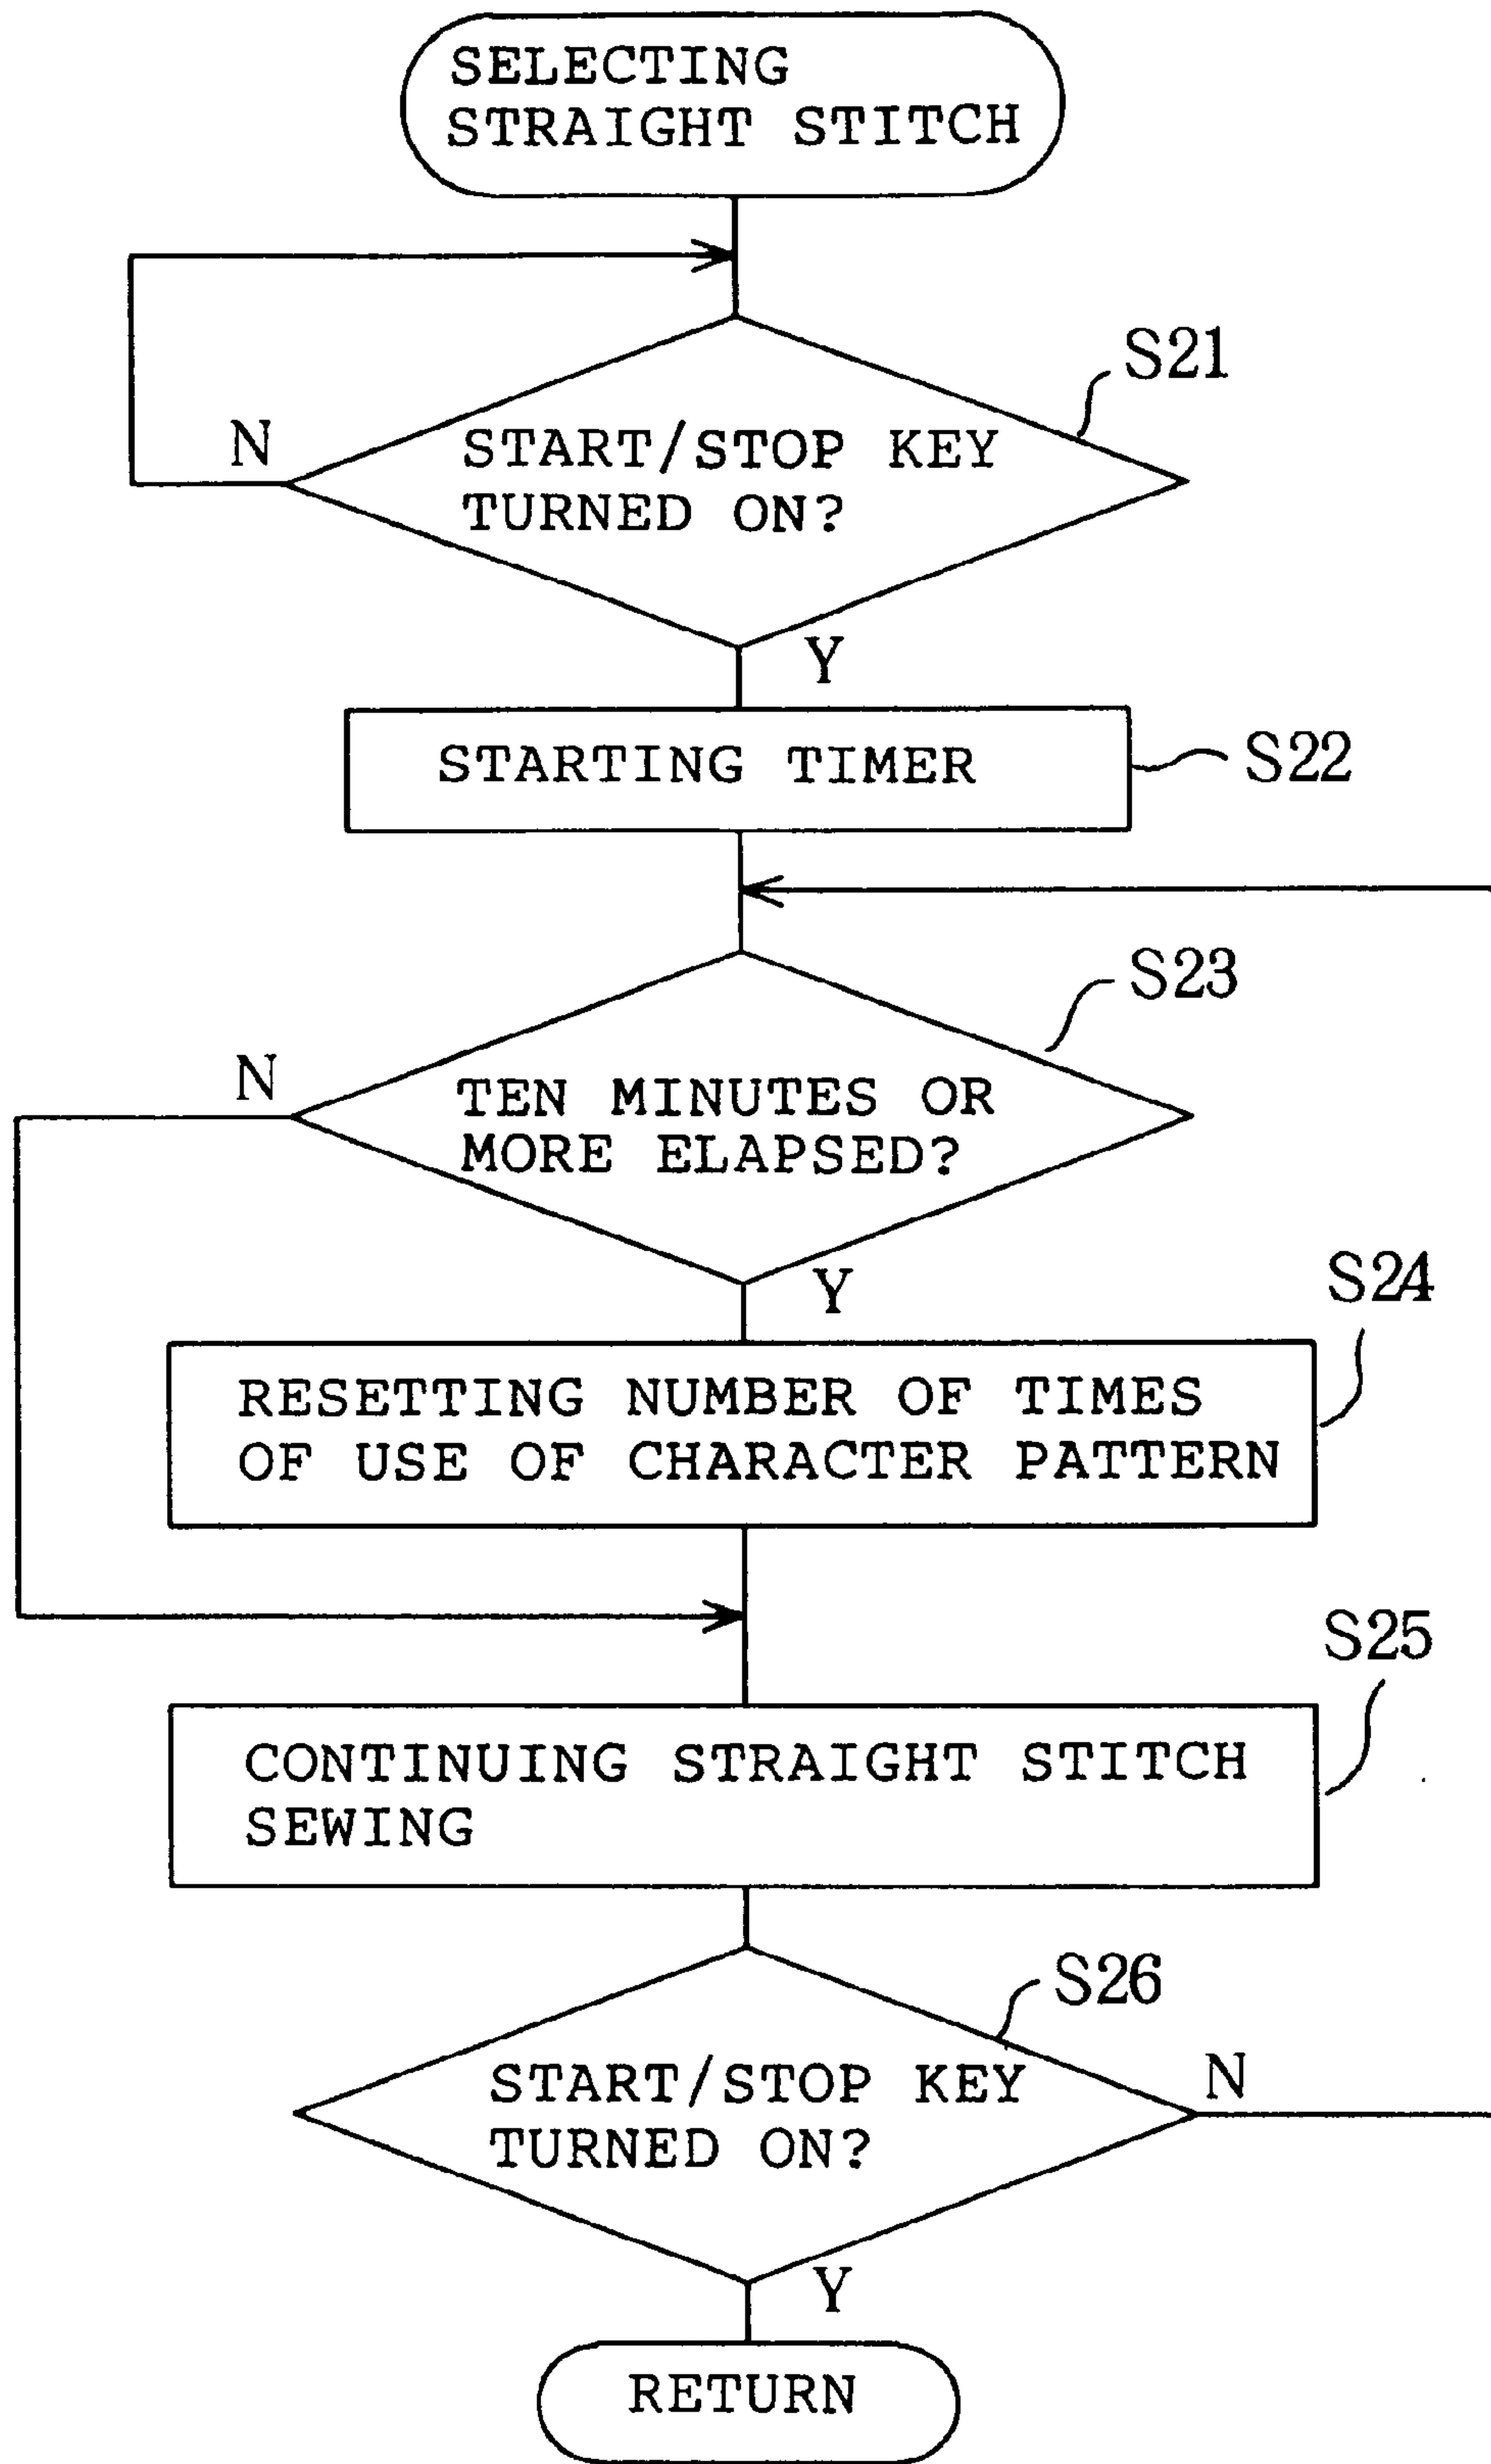 SELECTING
STRAIGHT STITCH
S21
N
START/STOP KEY
TURNED ON?
Y
STARTING TIMER
S22
S23
N
TEN MINUTES OR
MORE ELAPSED?
Y
S24
RESETTING NUMBER OF TIMES
OF USE OF CHARACTER PATTERN
S25
CONTINUING STRAIGHT STITCH
SEWING
S26
START/STOP KEY
TURNED ON?
N
Y
RETURN